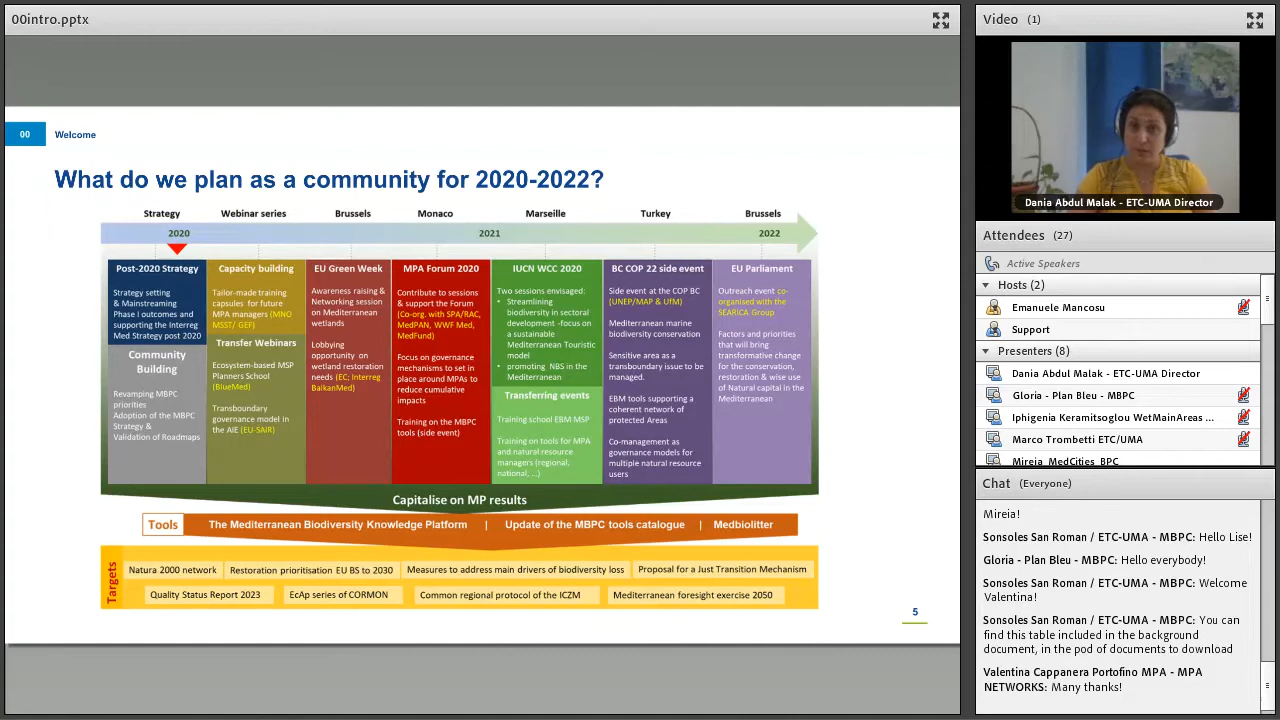 00intro.pptx
00
Welcome
What do we plan as a community for 2020-2022?
Strategy
Webinar series
Brussels
Monaco
Marseille
Turkey
Brussels
2020
2021
2022
Post-2020 Strategy
Strategy setting
& Mainstreaming
Phase I outcomes and
supporting the Interreg
Med Strategy post 2020
Community
Building
Revamping MBPC
priorities
Adoption of the MBPC
Strategy &
Validation of Roadmaps
Capacity building
Tailor-made training
capsules for future
MPA managers (MNO
MSST/ GEF)
Transfer Webinars
Ecosystem-based MSP
Planners School
(BlueMed)
Transboundary
governance model in
the AIE (EU-SAIR)
EU Green Week
Awareness raising &
Networking session
on Mediterranean
wetlands
Lobbying
opportunity on
wetland restoration
needs (EC; Interreg
BalkanMed)
MPA Forum 2020
Contribute to sessions
& support the Forum
(Co-org. with SPA/RAC,
MedPAN, WWF Med,
MedFund)
Focus on governance
mechanisms to set in
place around MPAs to
reduce cumulative
impacts
Training on the MBPC
tools (side event)
IUCN WCC 2020
Two sessions envisaged:
• Streamlining
biodiversity in sectoral
development -focus on
a sustainable
Mediterranean Touristic
model
• promoting NBS in the
Mediterranean
Transferring events
Training school EBM MSP
Training on tools for MPA
and natural resource
managers (regional,
national, ...)
BC COP 22 side event
Side event at the COP BC
(UNEP/MAP & UfM)
Mediterranean marine
biodiversity conservation
Sensitive area as a
transboundary issue to be
managed.
EBM tools supporting a
coherent network of
protected Areas
Co-management as
governance models for
multiple natural resource
users
EU Parliament
Outreach event co-
organised with the
SEARICA Group
Factors and priorities
that will bring
transformative change
for the conservation,
restoration & wise use
of Natural capital in the
Mediterranean
Capitalise on MP results
Tools
The Mediterranean Biodiversity Knowledge Platform | Update of the MBPC tools catalogue | Medbiolitter
Targets
Natura 2000 network
Restoration prioritisation EU BS to 2030
Measures to address main drivers of biodiversity loss
Proposal for a Just Transition Mechanism
Quality Status Report 2023
EcAp series of CORMON
Common regional protocol of the ICZM
Mediterranean foresight exercise 2050
5
Video (1)
Dania Abdul Malak - ETC-UMA Director
Attendees (27)
Active Speakers
Hosts (2)
Emanuele Mancosu
Support
Presenters (8)
Dania Abdul Malak - ETC-UMA Director
Gloria - Plan Bleu - MBPC
Iphigenia Keramitsoglou WetMainAreas ...
Marco Trombetti ETC/UMA
Mireia MedCities BPC
Chat (Everyone)
Mireia!
Sonsoles San Roman / ETC-UMA - MBPC: Hello Lise!
Gloria - Plan Bleu - MBPC: Hello everybody!
Sonsoles San Roman / ETC-UMA - MBPC: Welcome
Valentina!
Sonsoles San Roman / ETC-UMA - MBPC: You can
find this table included in the background
document, in the pod of documents to download
Valentina Cappanera Portofino MPA - MPA
NETWORKS: Many thanks!